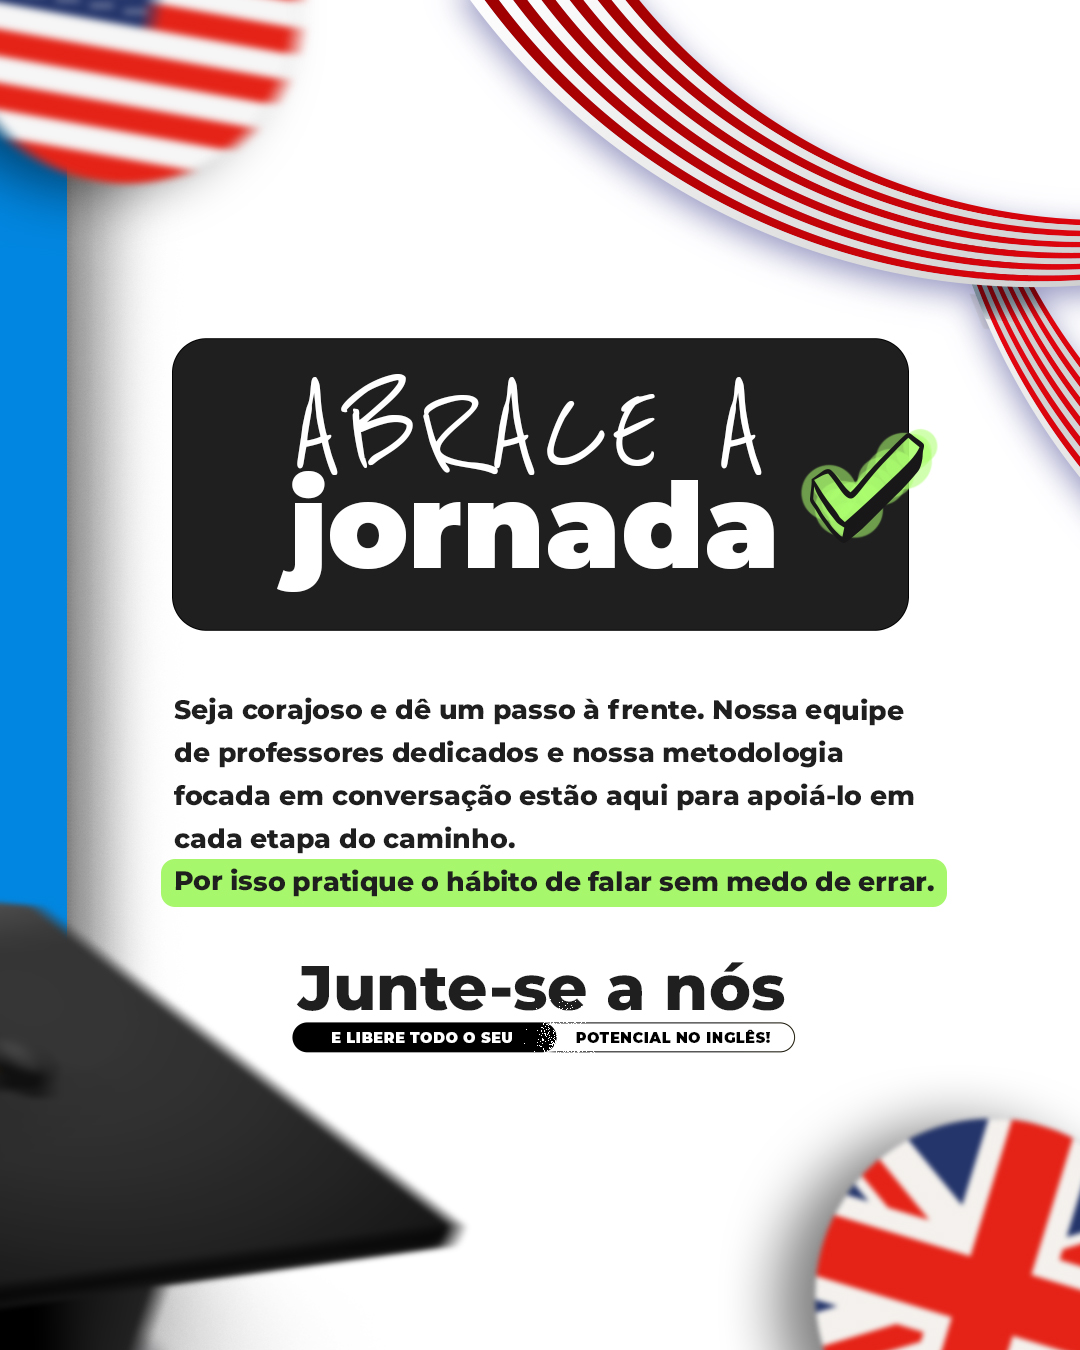 ABRACE A
jornada
Seja corajoso e dê um passo à frente. Nossa equipe
de professores dedicados e nossa metodologia
focada em conversação estão aqui para apoiá-lo em
cada etapa do caminho.
Por isso pratique o hábito de falar sem medo de errar.
Junte-se a nós
E LIBERE TODO O SEU POTENCIAL NO INGLÊS!